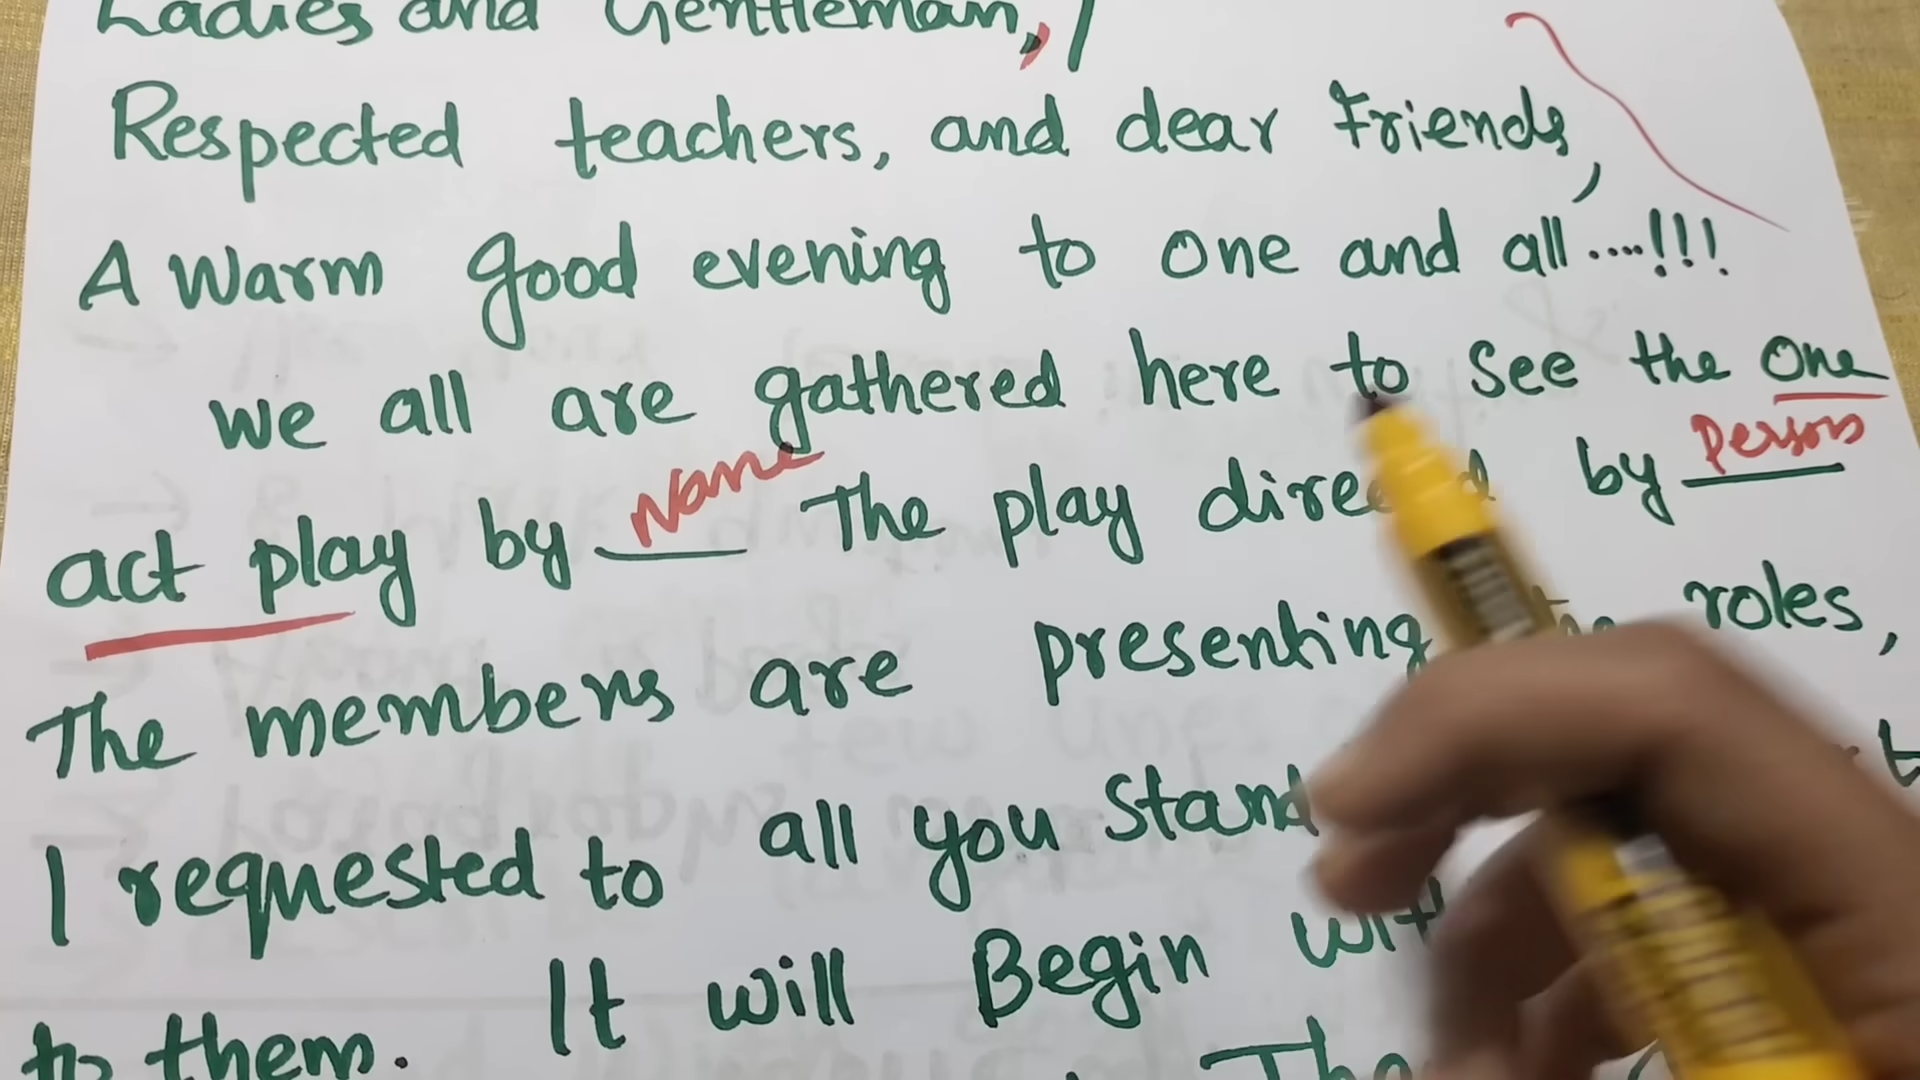 Ladies and Gentleman,
Respected teachers, and dear Friends,
A warm good evening to one and all....!!!
we all are gathered here to see the one
act play by Name The play by Person
The members are presenting roles,
I requested to all you stand
to them. It will Begin